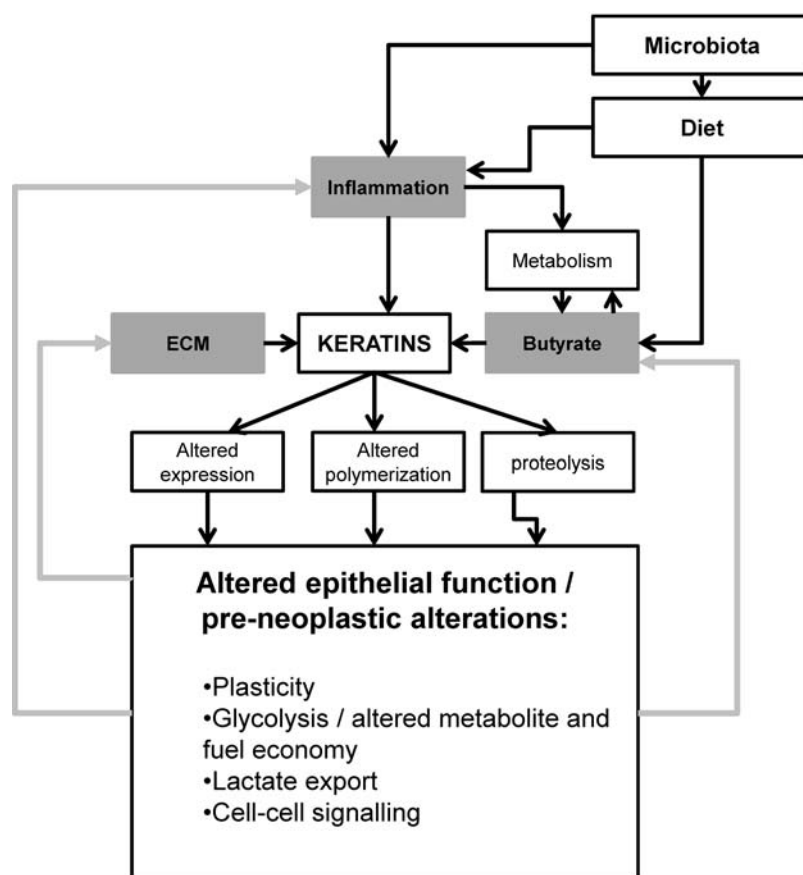 Microbiota
Diet
Inflammation
Metabolism
ECM
KERATINS
Butyrate
Altered
expression
Altered
polymerization
proteolysis
Altered epithelial function /
pre-neoplastic alterations:
•Plasticity
•Glycolysis / altered metabolite and
fuel economy
•Lactate export
•Cell-cell signalling